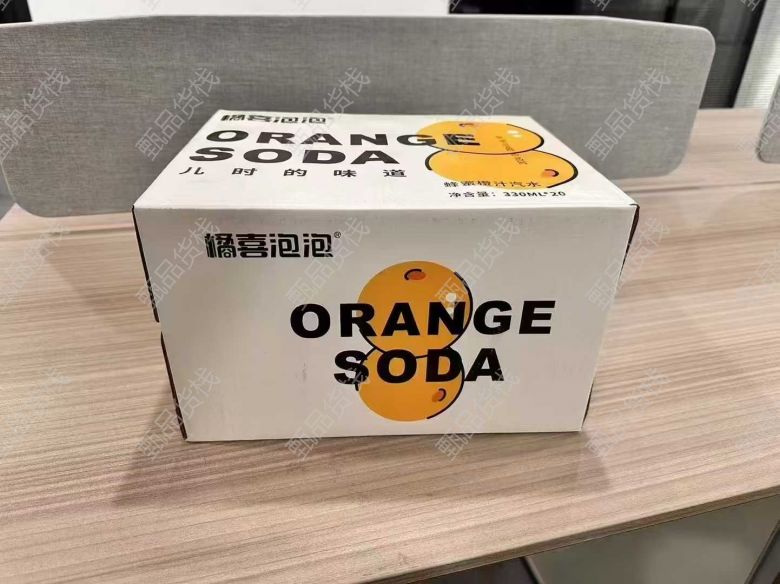 橘喜泡泡
ORANGE
SODA
儿时的味道
蜂蜜橙汁汽水
净含量：330ML*20
橘喜泡泡®
ORANGE
SODA
甄品货栈